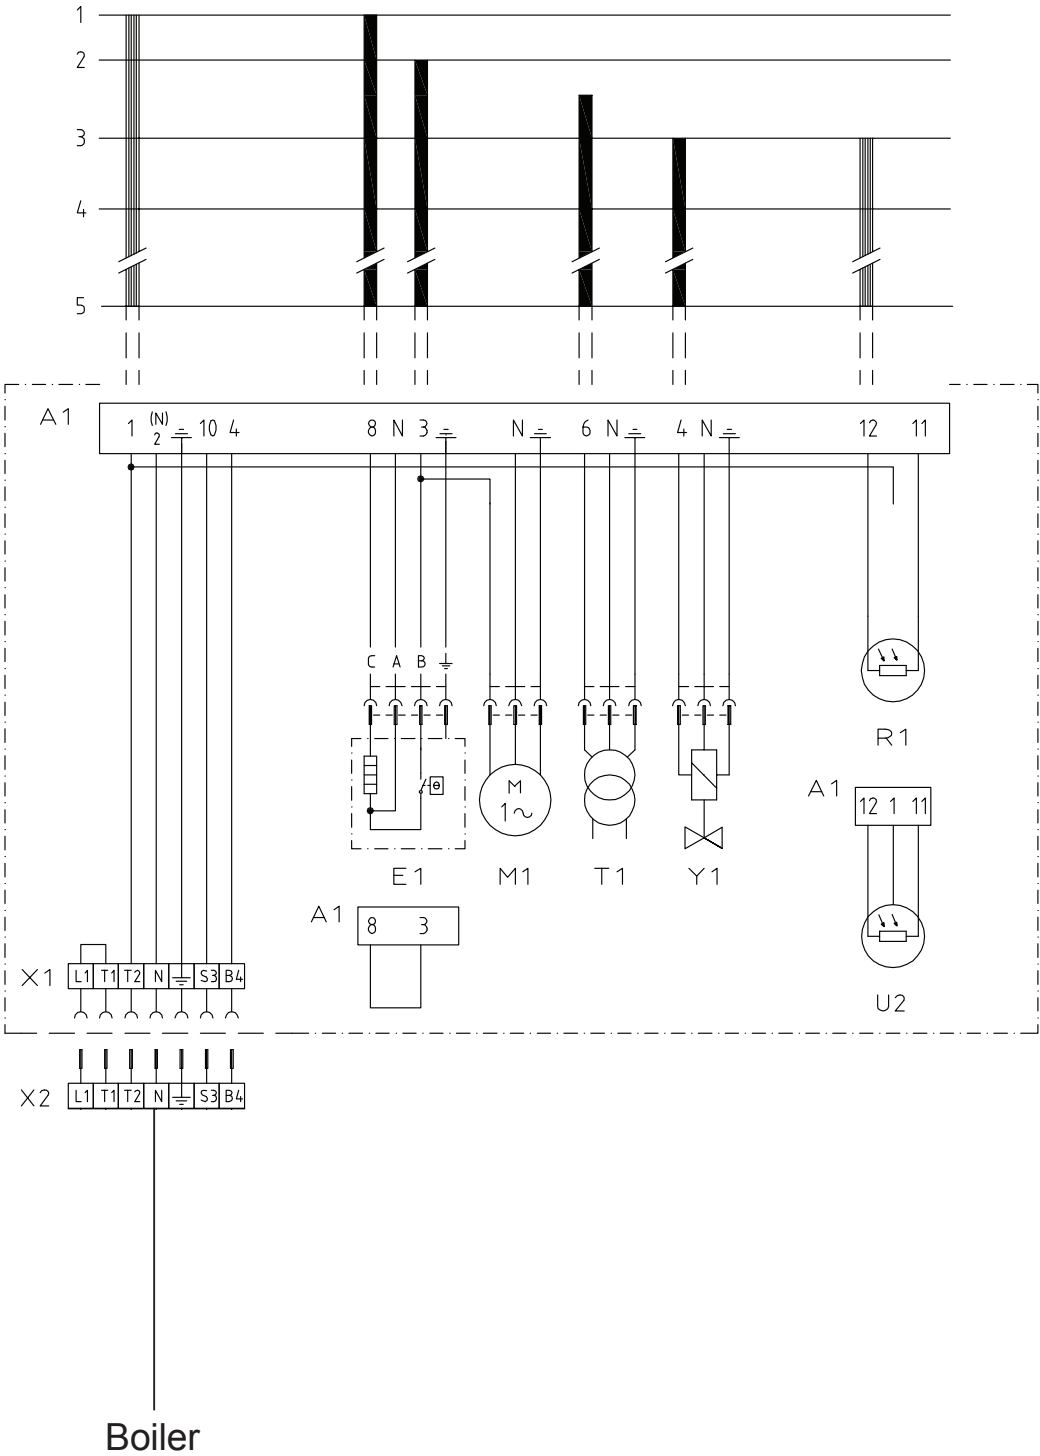 1
2
3
4
5
A1
1 (N) 2 10 4 8 N 3 N 6 N 4 N 12 11
C A B
R1
θ
M
1~
A1
12 1 11
E1 M1 T1 Y1
A1
8 3
X1 L1 T1 T2 N S3 B4
U2
X2 L1 T1 T2 N S3 B4
Boiler